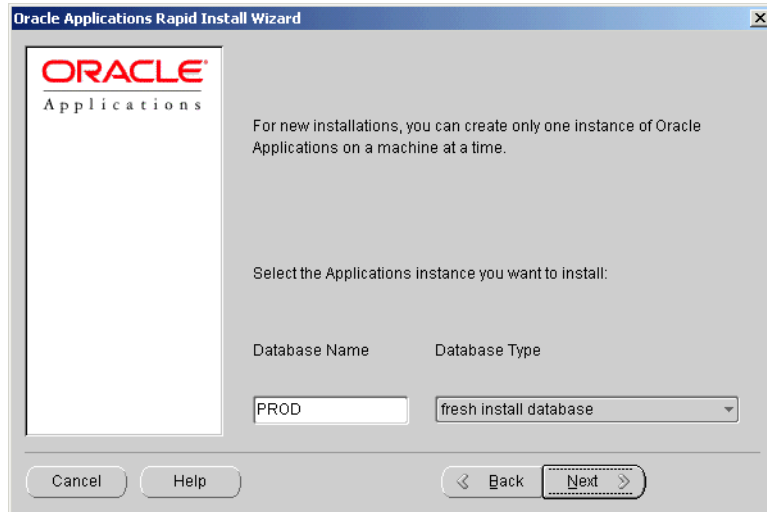 Oracle Applications Rapid Install Wizard
ORACLE
Applications
For new installations, you can create only one instance of Oracle
Applications on a machine at a time.
Select the Applications instance you want to install:
Database Name Database Type
PROD fresh install database
Cancel Help Back Next